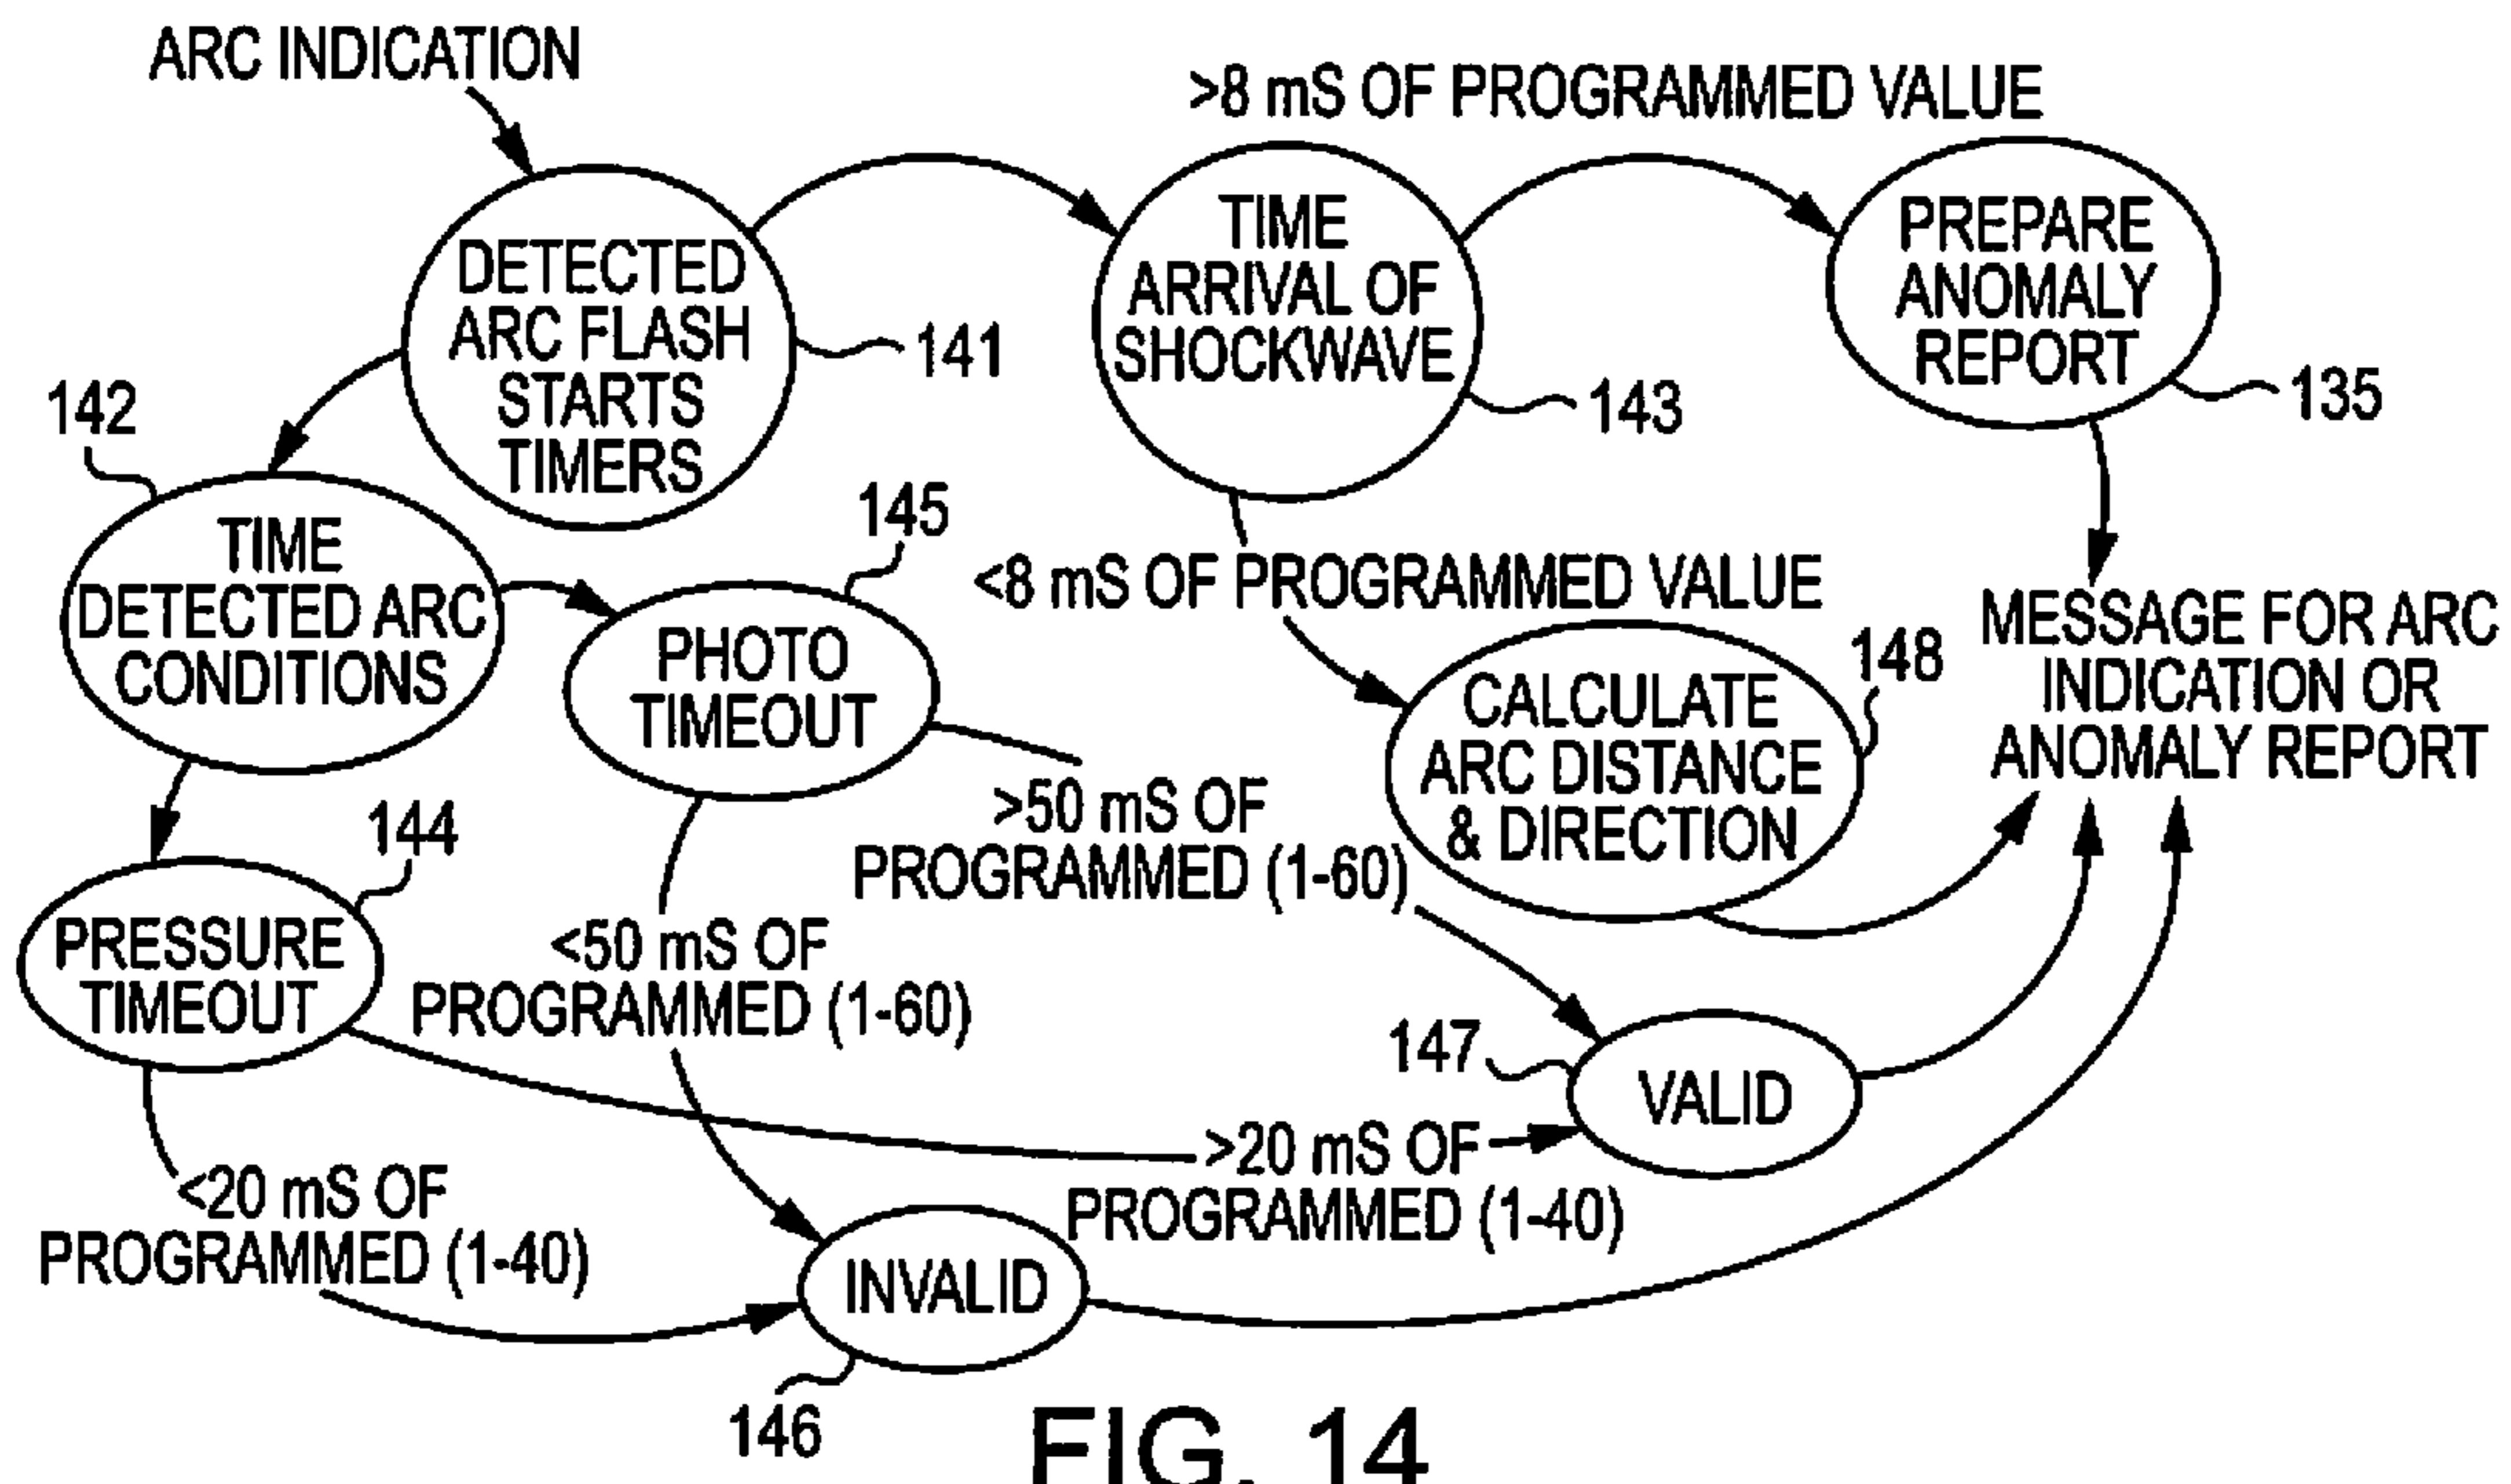 ARC INDICATION
>8 mS OF PROGRAMMED VALUE
DETECTED
ARC FLASH
STARTS
TIMERS
141
TIME
ARRIVAL OF
SHOCKWAVE
143
PREPARE
ANOMALY
REPORT
135
142
TIME
DETECTED ARC
CONDITIONS
145
PHOTO
TIMEOUT
<8 mS OF PROGRAMMED VALUE
148
CALCULATE
ARC DISTANCE
& DIRECTION
MESSAGE FOR ARC
INDICATION OR
ANOMALY REPORT
>50 mS OF
PROGRAMMED (1-60)
144
PRESSURE
TIMEOUT
<50 mS OF
PROGRAMMED (1-60)
147
VALID
>20 mS OF
PROGRAMMED (1-40)
<20 mS OF
PROGRAMMED (1-40)
INVALID
146
FIG. 14